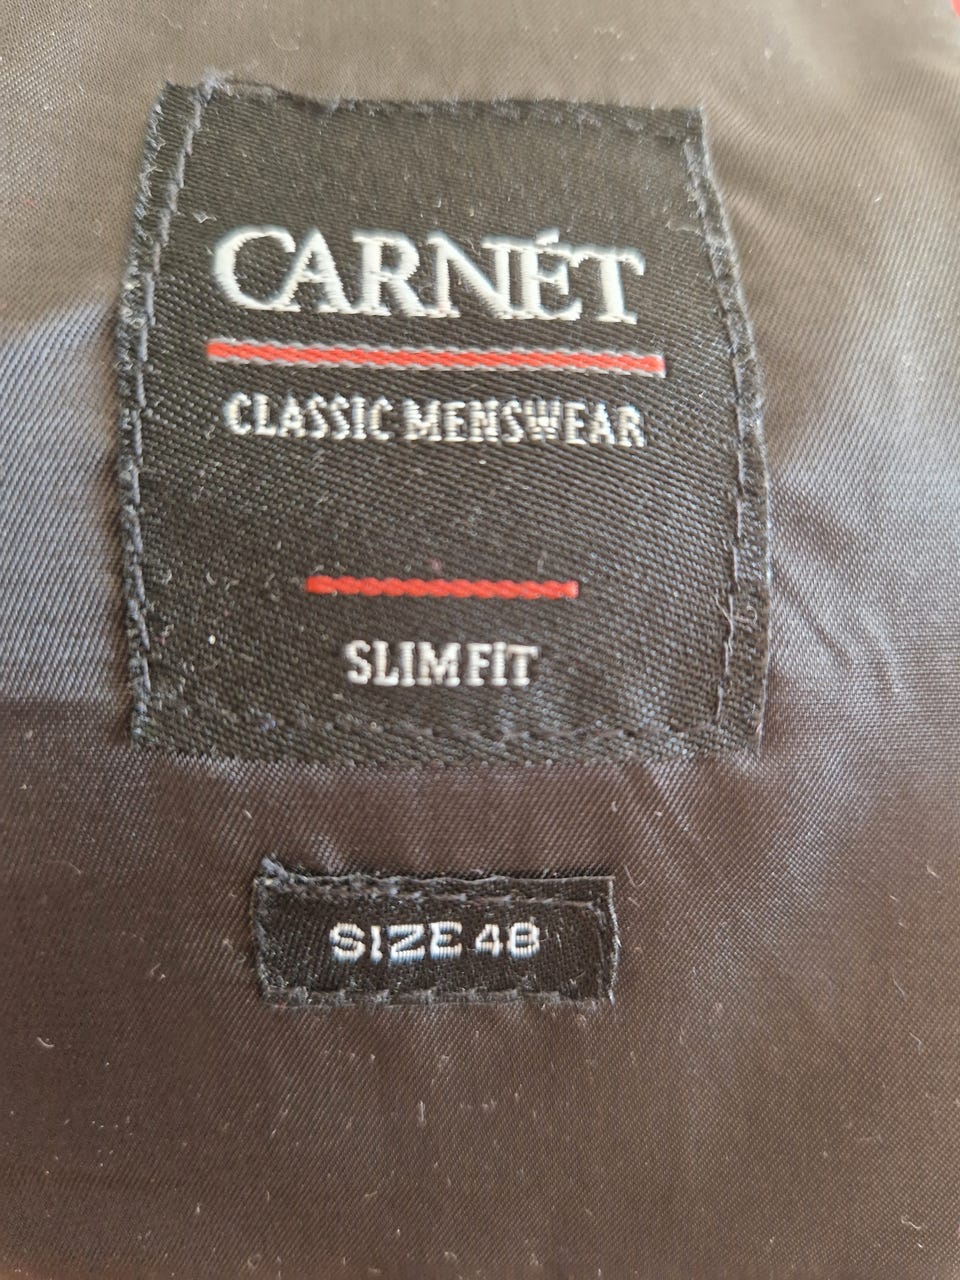 CARNÉT
CLASSIC MENSWEAR
SLIM FIT
SIZE 48